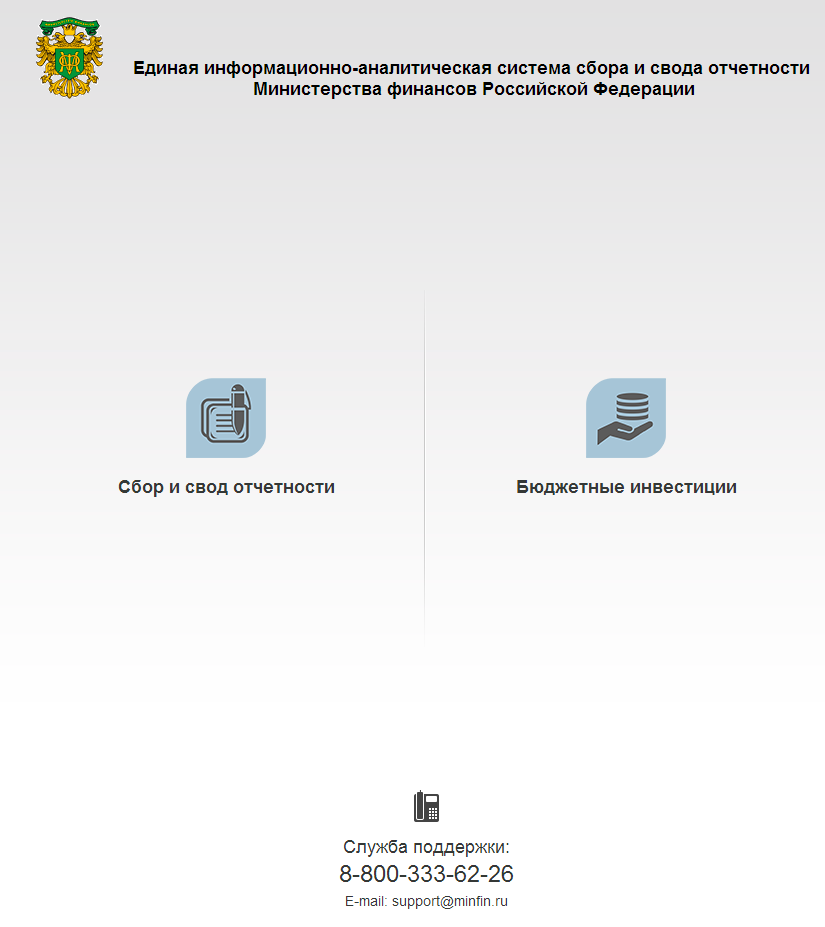 Единая информационно-аналитическая система сбора и свода отчетности
Министерства финансов Российской Федерации
Сбор и свод отчетности
Бюджетные инвестиции
Служба поддержки:
8-800-333-62-26
E-mail: support@minfin.ru